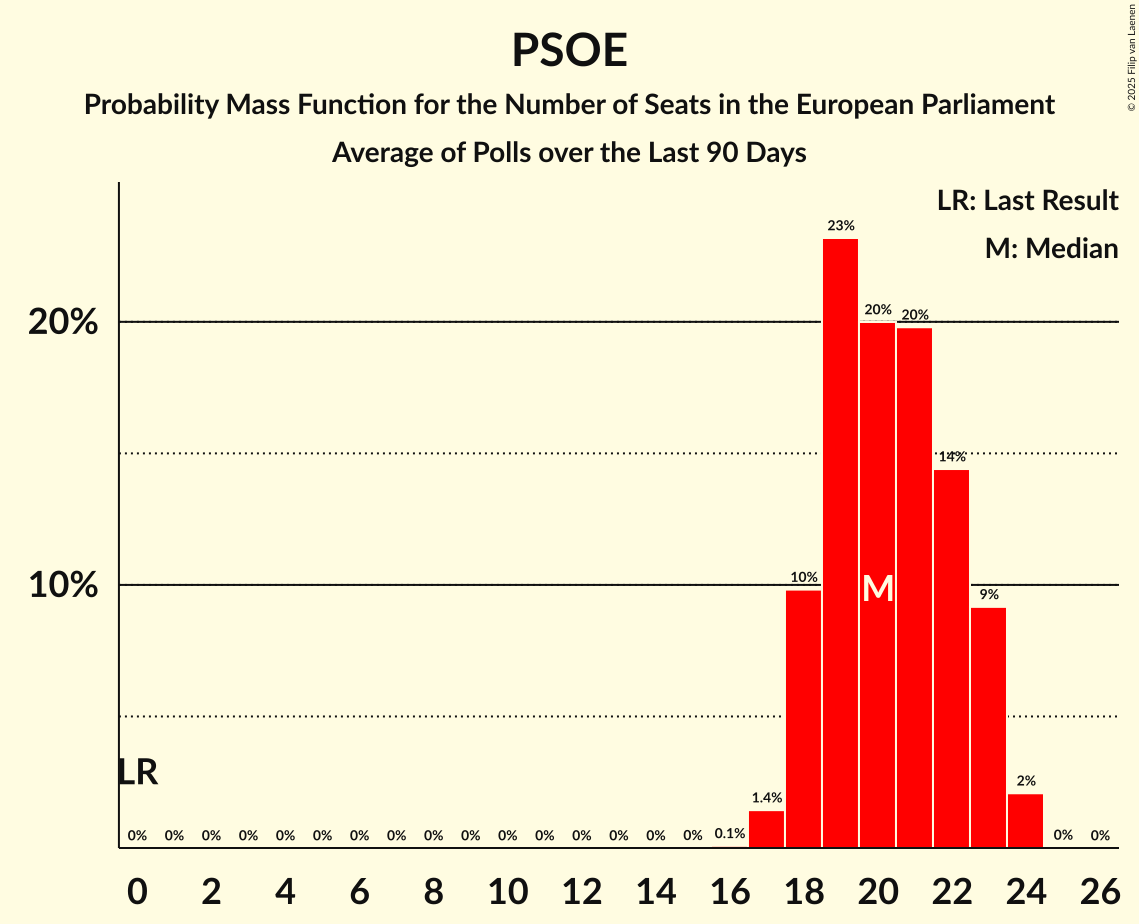 PSOE
Probability Mass Function for the Number of Seats in the European Parliament
Average of Polls over the Last 90 Days
© 2025 Filip van Laenen
LR: Last Result
M: Median
23%
20%
20% 20%
14%
10%
10% 9%
M
LR
2%
1.4%
0% 0% 0% 0% 0% 0% 0% 0% 0% 0% 0% 0% 0% 0% 0% 0% 0.1% 0% 0%
0 2 4 6 8 10 12 14 16 18 20 22 24 26